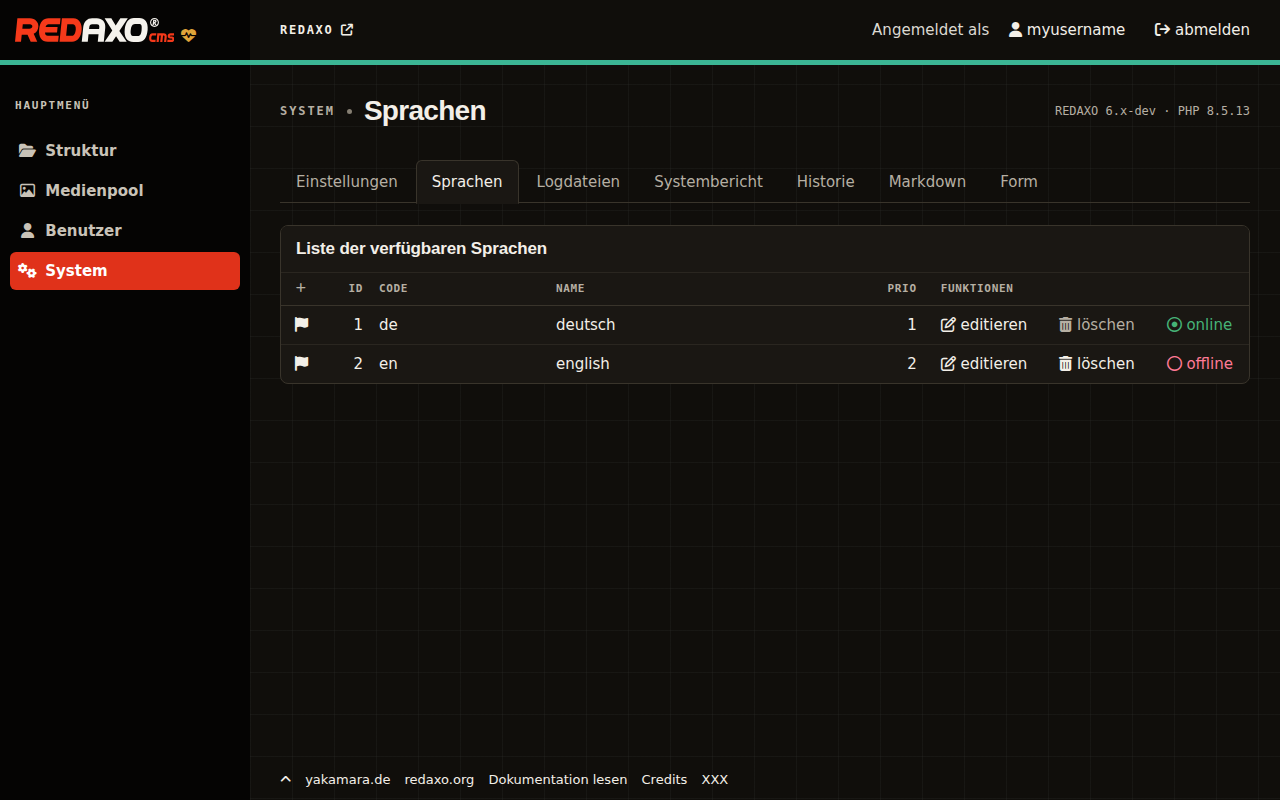 REDAXO® cms
REDAXO
Angemeldet als myusername abmelden
HAUPTMENÜ
Struktur
Medienpool
Benutzer
System
SYSTEM • Sprachen
REDAXO 6.x-dev · PHP 8.5.13
Einstellungen Sprachen Logdateien Systembericht Historie Markdown Form
Liste der verfügbaren Sprachen
+ ID CODE NAME PRIO FUNKTIONEN
1 de deutsch 1 editieren löschen online
2 en english 2 editieren löschen offline
yakamara.de redaxo.org Dokumentation lesen Credits XXX